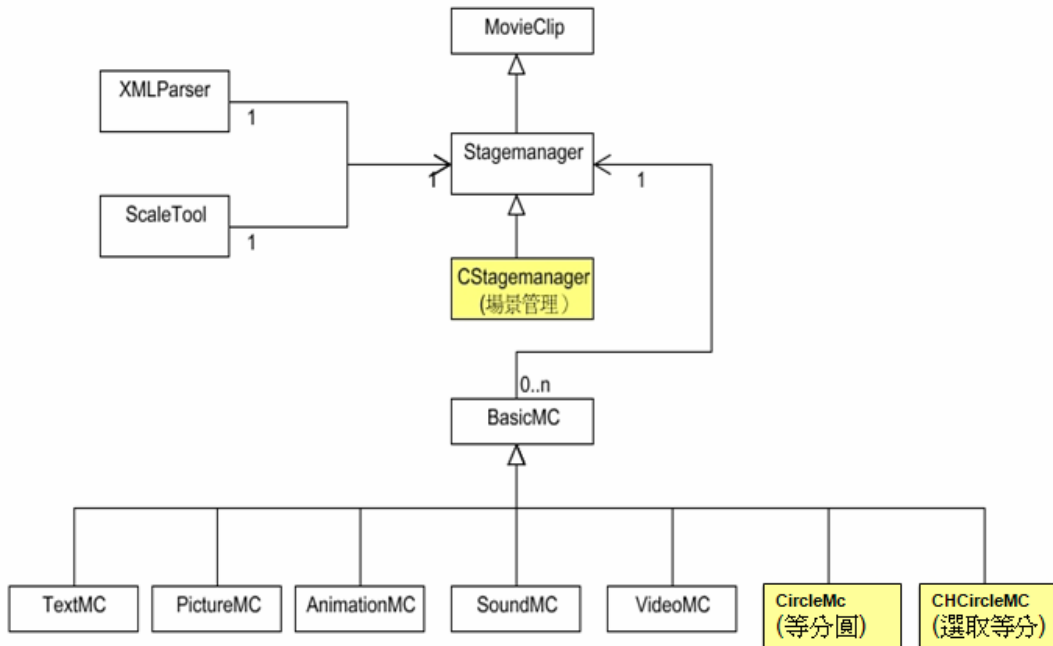 MovieClip
XMLParser
1
Stagemanager
1
1
ScaleTool
1
CStagemanager
(場景管理)
0..n
BasicMC
TextMC
PictureMC
AnimationMC
SoundMC
VideoMC
CircleMc
(等分圓)
CHCircleMC
(選取等分)